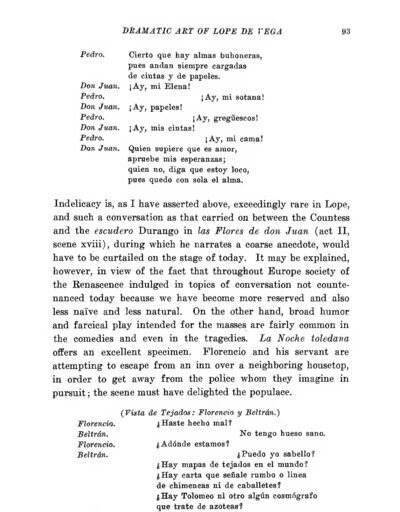 DRAMATIC ART OF LOPE DE VEGA 93
Pedro. Cierto que hay almas buhoneras,
pues andan siempre cargadas
de cintas y de papeles.
Don Juan. ¡Ay, mi Elena!
Pedro. ¡Ay, mi sotana!
Don Juan. ¡Ay, papeles!
Pedro. ¡Ay, gregüescos!
Don Juan. ¡Ay, mis cintas!
Pedro. ¡Ay, mi cama!
Don Juan. Quien supiere que es amor,
apruebe mis esperanzas;
quien no, diga que estoy loco,
pues quedo con sola el alma.
Indelicacy is, as I have asserted above, exceedingly rare in Lope,
and such a conversation as that carried on between the Countess
and the escudero Durango in las Flores de don Juan (act II,
scene xviii), during which he narrates a coarse anecdote, would
have to be curtailed on the stage of today. It may be explained,
however, in view of the fact that throughout Europe society of
the Renascence indulged in topics of conversation not counte-
nanced today because we have become more reserved and also
less naïve and less natural. On the other hand, broad humor
and farcical play intended for the masses are fairly common in
the comedies and even in the tragedies. La Noche toledana
offers an excellent specimen. Florencio and his servant are
attempting to escape from an inn over a neighboring housetop,
in order to get away from the police whom they imagine in
pursuit; the scene must have delighted the populace.
(Vista de Tejados: Florencio y Beltrán.)
Florencio. ¿Haste hecho mal?
Beltrán. No tengo hueso sano.
Florencio. ¿Adónde estamos?
Beltrán. ¿Puedo yo sabello?
¿Hay mapas de tejados en el mundo?
¿Hay carta que señale rumbo o linea
de chimeneas ni de caballetes?
¿Hay Tolomeo ni otro algún cosmógrafo
que trate de azoteas?